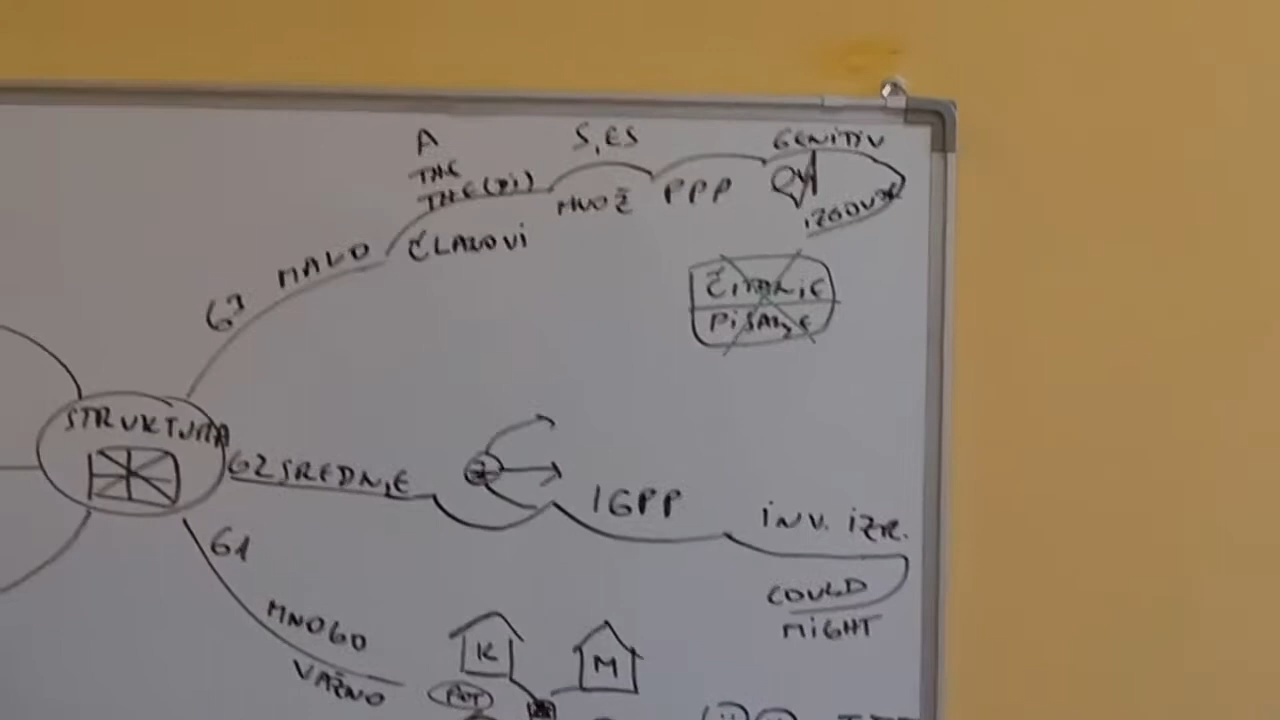 A
THE
THE (ði)
ČLANOVI
S, ES
MNOŽ
PPP
GENITIV
IZGOVOR
63 MALO
ČITANJE
PISANJE
STRUKTURA
62 SREDNJE
2
IGPP
INV. IZR.
COULD
MIGHT
61
MNOGO
VAŽNO
K
M